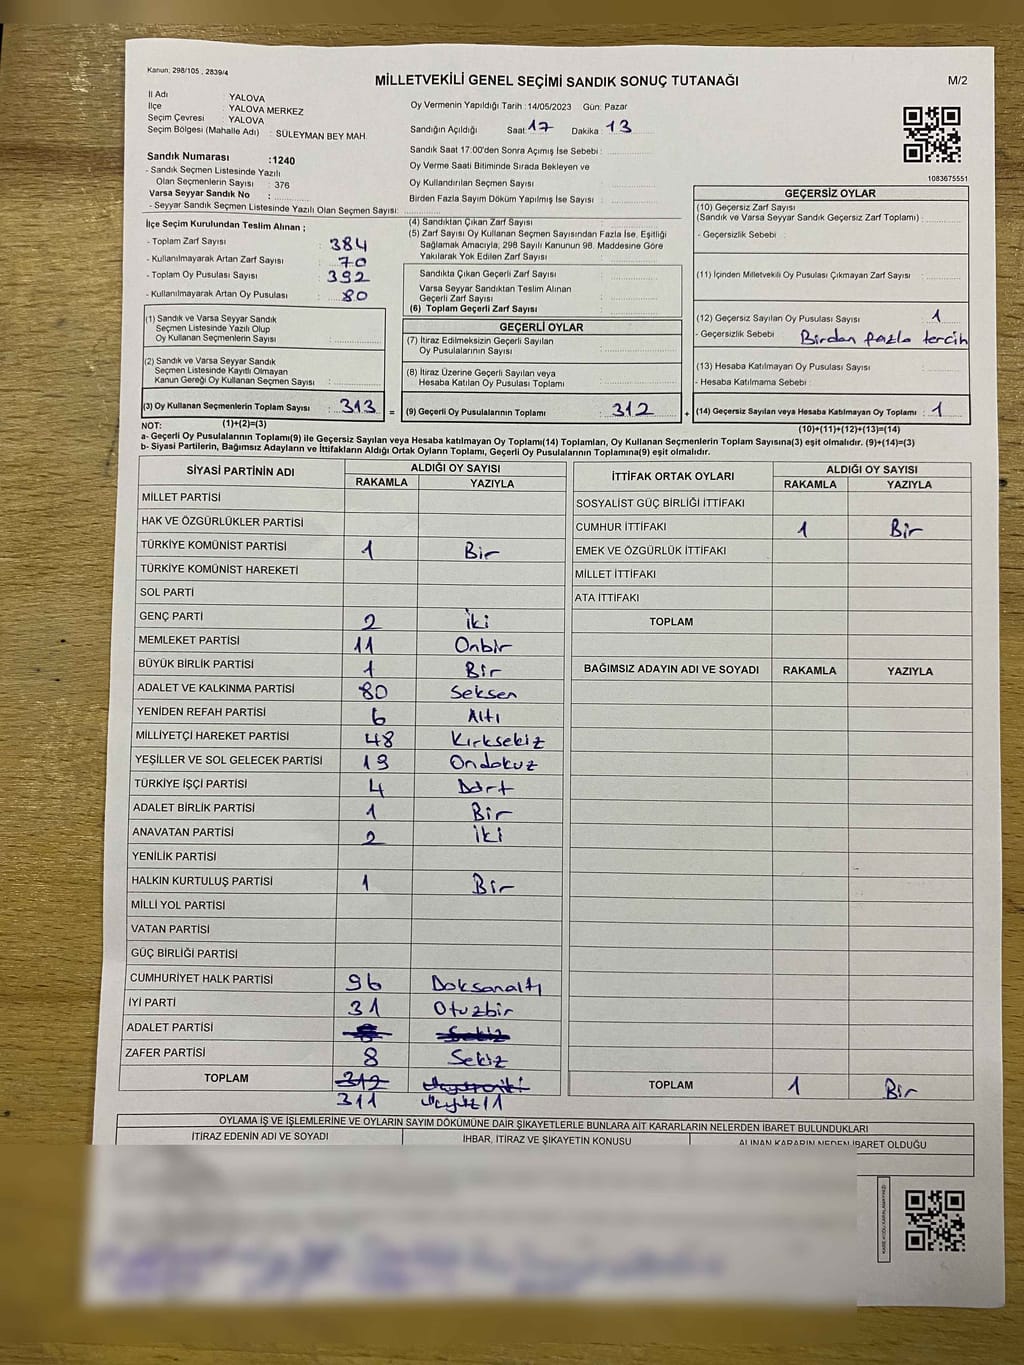 Kanun; 298/105 , 2839/4
MİLLETVEKİLİ GENEL SEÇİMİ SANDIK SONUÇ TUTANAĞI
M/2
İl Adı : YALOVA
İlçe : YALOVA MERKEZ
Seçim Çevresi : YALOVA
Seçim Bölgesi (Mahalle Adı) : SÜLEYMAN BEY MAH.
Sandık Numarası :1240
- Sandık Seçmen Listesinde Yazılı
Olan Seçmenlerin Sayısı : 376
Varsa Seyyar Sandık No :
- Seyyar Sandık Seçmen Listesinde Yazılı Olan Seçmen Sayısı:
Oy Vermenin Yapıldığı Tarih :14/05/2023 Gün: Pazar
Sandığın Açıldığı Saat: 17 Dakika : 13
Sandık Saat 17:00'den Sonra Açımış İse Sebebi :
Oy Verme Saati Bitiminde Sırada Bekleyen ve
Oy Kullandırılan Seçmen Sayısı :
Birden Fazla Sayım Döküm Yapılmış İse Sayısı :
1083675551
İlçe Seçim Kurulundan Teslim Alınan ;
- Toplam Zarf Sayısı : 384
- Kullanılmayarak Artan Zarf Sayısı : 70
- Toplam Oy Pusulası Sayısı : 392
- Kullanılmayarak Artan Oy Pusulası : 80
(1) Sandık ve Varsa Seyyar Sandık
Seçmen Listesinde Yazılı Olup
Oy Kullanan Seçmenlerin Sayısı :
(2) Sandık ve Varsa Seyyar Sandık
Seçmen Listesinde Kayıtlı Olmayan
Kanun Gereği Oy Kullanan Seçmen Sayısı :
(3) Oy Kullanan Seçmenlerin Toplam Sayısı : 313 =
(1)+(2)=(3)
(4) Sandıktan Çıkan Zarf Sayısı :
(5) Zarf Sayısı Oy Kullanan Seçmen Sayısından Fazla İse, Eşitliği
Sağlamak Amacıyla, 298 Sayılı Kanunun 98. Maddesine Göre
Yakılarak Yok Edilen Zarf Sayısı :
Sandıkta Çıkan Geçerli Zarf Sayısı :
Varsa Seyyar Sandıktan Teslim Alınan
Geçerli Zarf Sayısı :
(6) Toplam Geçerli Zarf Sayısı :
GEÇERLİ OYLAR
(7) İtiraz Edilmeksizin Geçerli Sayılan
Oy Pusulalarının Sayısı :
(8) İtiraz Üzerine Geçerli Sayılan veya
Hesaba Katılan Oy Pusulası Toplamı :
(9) Geçerli Oy Pusulalarının Toplamı : 312 +
GEÇERSİZ OYLAR
(10) Geçersiz Zarf Sayısı
(Sandık ve Varsa Seyyar Sandık Geçersiz Zarf Toplamı) :
- Geçersizlik Sebebi :
(11) İçinden Milletvekili Oy Pusulası Çıkmayan Zarf Sayısı :
(12) Geçersiz Sayılan Oy Pusulası Sayısı : 1
- Geçersizlik Sebebi : Birden fazla tercih
(13) Hesaba Katılmayan Oy Pusulası Sayısı :
- Hesaba Katılmama Sebebi :
(14) Geçersiz Sayılan veya Hesaba Katılmayan Oy Toplamı : 1
(10)+(11)+(12)+(13)=(14)
NOT:
a- Geçerli Oy Pusulalarının Toplamı(9) ile Geçersiz Sayılan veya Hesaba katılmayan Oy Toplamı(14) Toplamları, Oy Kullanan Seçmenlerin Toplam Sayısına(3) eşit olmalıdır. (9)+(14)=(3)
b- Siyasi Partilerin, Bağımsız Adayların ve İttifakların Aldığı Ortak Oyların Toplamı, Geçerli Oy Pusulalarının Toplamına(9) eşit olmalıdır.
SİYASİ PARTİNİN ADI
ALDIĞI OY SAYISI
RAKAMLA YAZIYLA
MİLLET PARTİSİ
HAK VE ÖZGÜRLÜKLER PARTİSİ
TÜRKİYE KOMÜNİST PARTİSİ 1 Bir
TÜRKİYE KOMÜNİST HAREKETİ
SOL PARTİ
GENÇ PARTİ 2 iki
MEMLEKET PARTİSİ 11 Onbir
BÜYÜK BİRLİK PARTİSİ 1 Bir
ADALET VE KALKINMA PARTİSİ 80 Seksen
YENİDEN REFAH PARTİSİ 6 Altı
MİLLİYETÇİ HAREKET PARTİSİ 48 Kırksekiz
YEŞİLLER VE SOL GELECEK PARTİSİ 19 Ondokuz
TÜRKİYE İŞÇİ PARTİSİ 4 Dört
ADALET BİRLİK PARTİSİ 1 Bir
ANAVATAN PARTİSİ 2 iki
YENİLİK PARTİSİ
HALKIN KURTULUŞ PARTİSİ 1 Bir
MİLLİ YOL PARTİSİ
VATAN PARTİSİ
GÜÇ BİRLİĞİ PARTİSİ
CUMHURİYET HALK PARTİSİ 96 Doksanaltı
İYİ PARTİ 31 Otuzbir
ADALET PARTİSİ 8 Sekiz
ZAFER PARTİSİ 8 Sekiz
TOPLAM 312
311 üçyüz11
İTTİFAK ORTAK OYLARI
ALDIĞI OY SAYISI
RAKAMLA YAZIYLA
SOSYALİST GÜÇ BİRLİĞİ İTTİFAKI
CUMHUR İTTİFAKI 1 Bir
EMEK VE ÖZGÜRLÜK İTTİFAKI
MİLLET İTTİFAKI
ATA İTTİFAKI
TOPLAM
BAĞIMSIZ ADAYIN ADI VE SOYADI RAKAMLA YAZIYLA
TOPLAM 1 Bir
OYLAMA İŞ VE İŞLEMLERİNE VE OYLARIN SAYIM DÖKÜMÜNE DAİR ŞİKAYETLERLE BUNLARA AİT KARARLARIN NELERDEN İBARET BULUNDUKLARI
İTİRAZ EDENİN ADI VE SOYADI İHBAR, İTİRAZ VE ŞİKAYETİN KONUSU ALINAN KARARIN NEDEN İBARET OLDUĞU